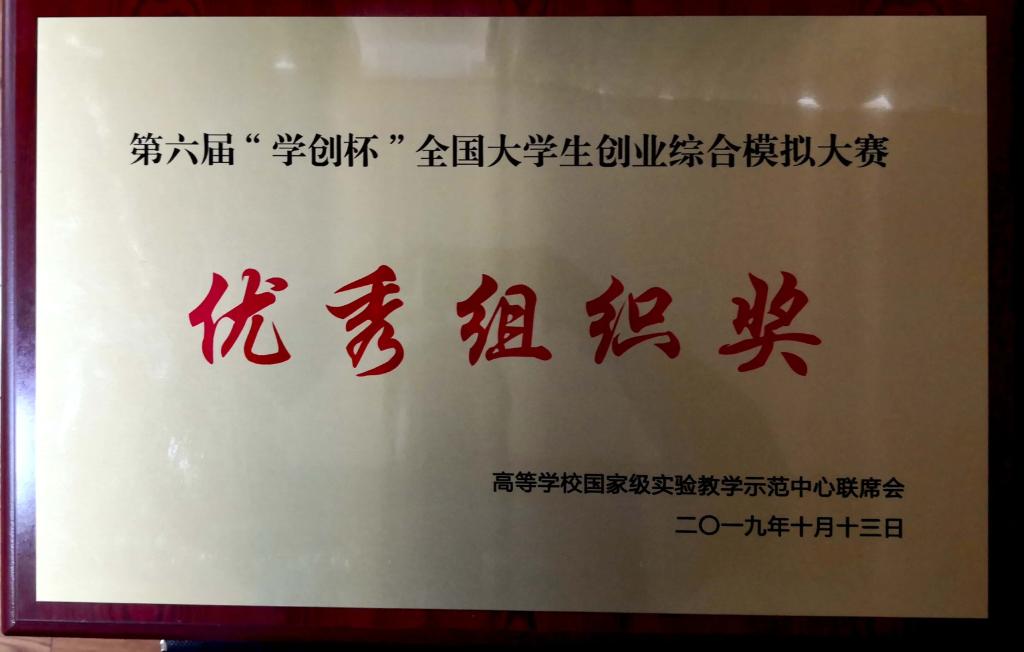 第六届“学创杯”全国大学生创业综合模拟大赛
优秀组织奖
高等学校国家级实验教学示范中心联席会
二〇一九年十月十三日